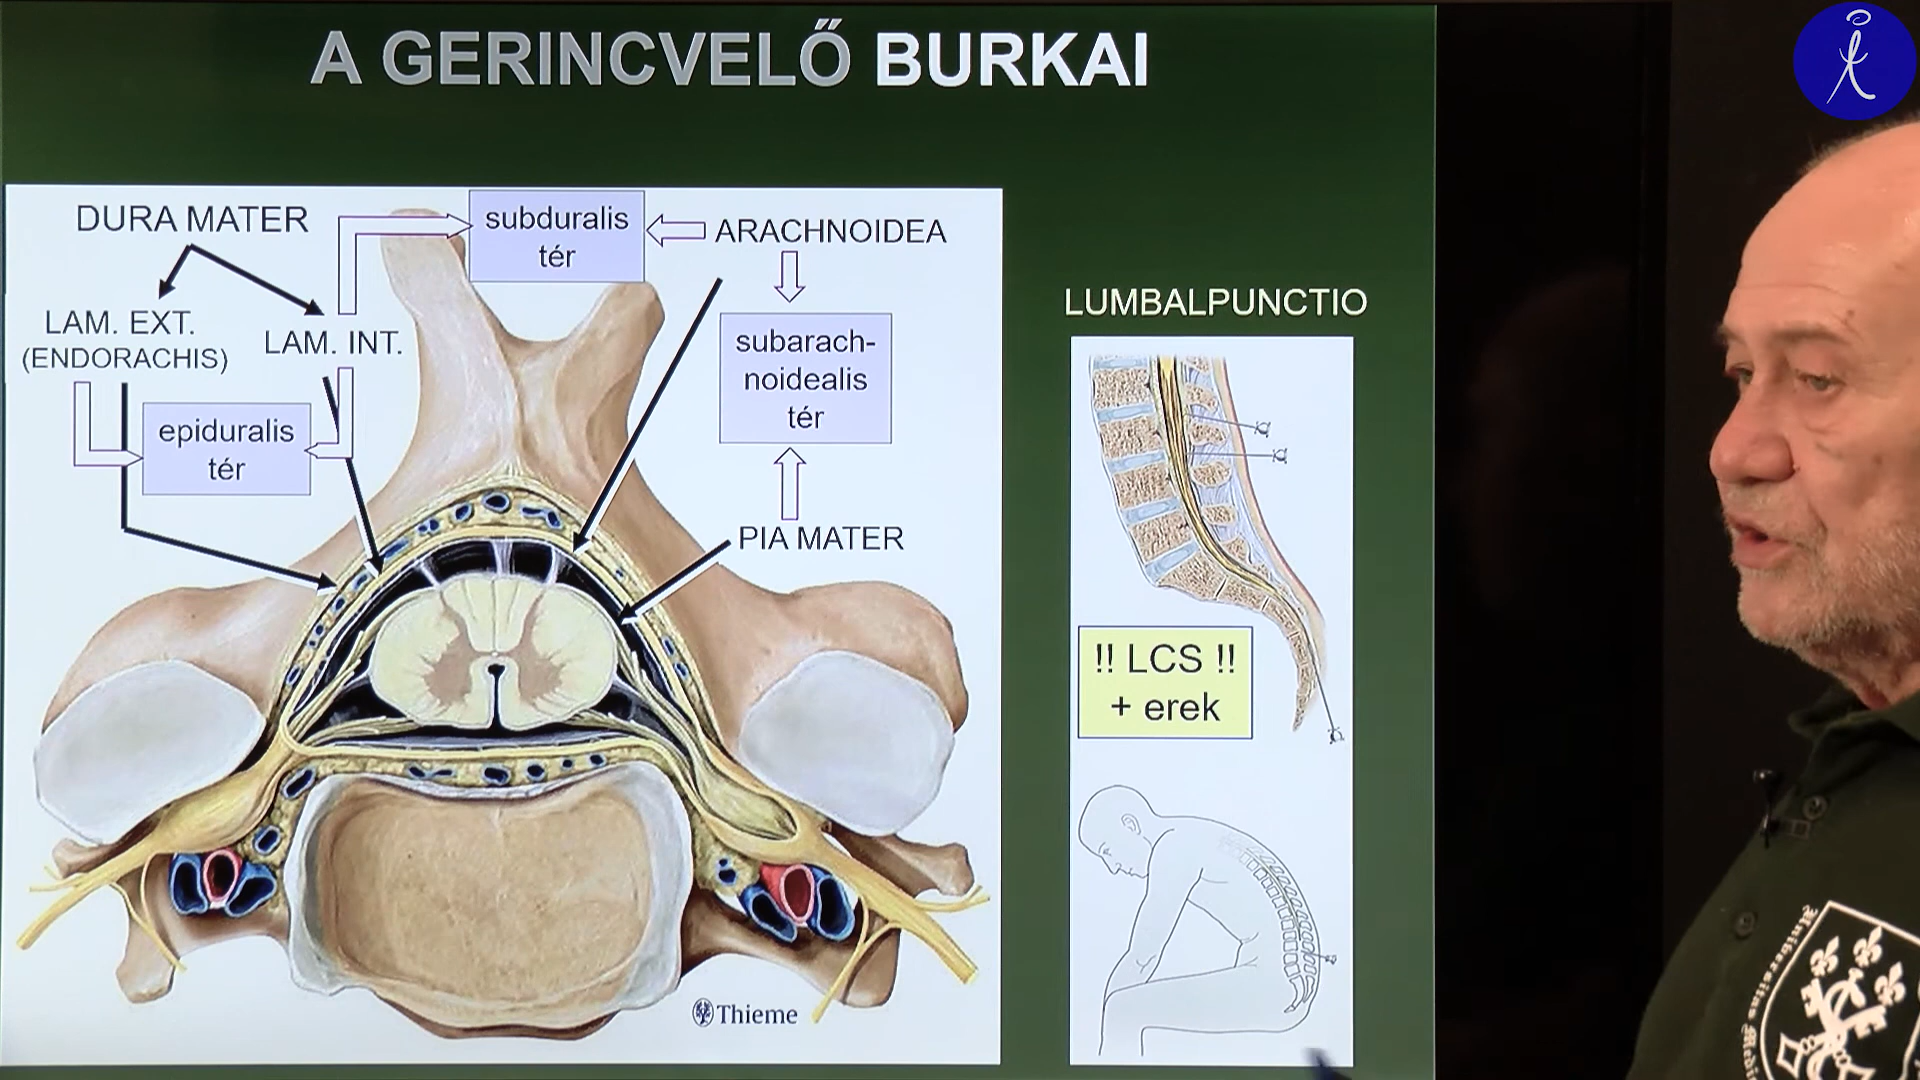 A GERINCVELŐ BURKAI
DURA MATER
LAM. EXT.
(ENDORACHIS)
LAM. INT.
epiduralis
tér
subduralis
tér
ARACHNOIDEA
subarach-
noidealis
tér
PIA MATER
Thieme
LUMBALPUNCTIO
!! LCS !!
+ erek